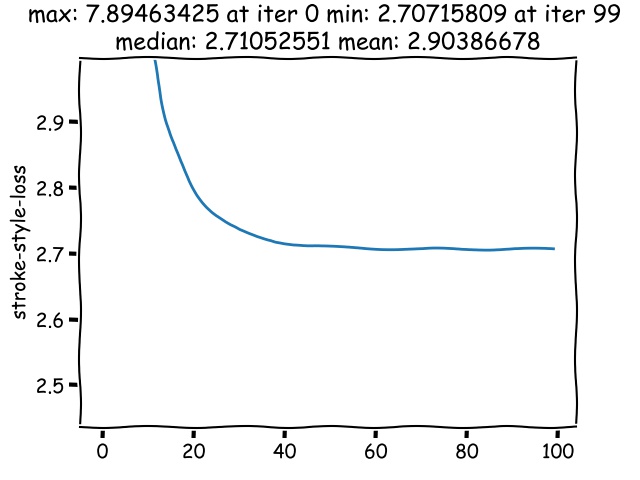 max: 7.89463425 at iter 0 min: 2.70715809 at iter 99
median: 2.71052551 mean: 2.90386678
2.9
2.8
2.7
2.6
2.5
stroke-style-loss
0 20 40 60 80 100